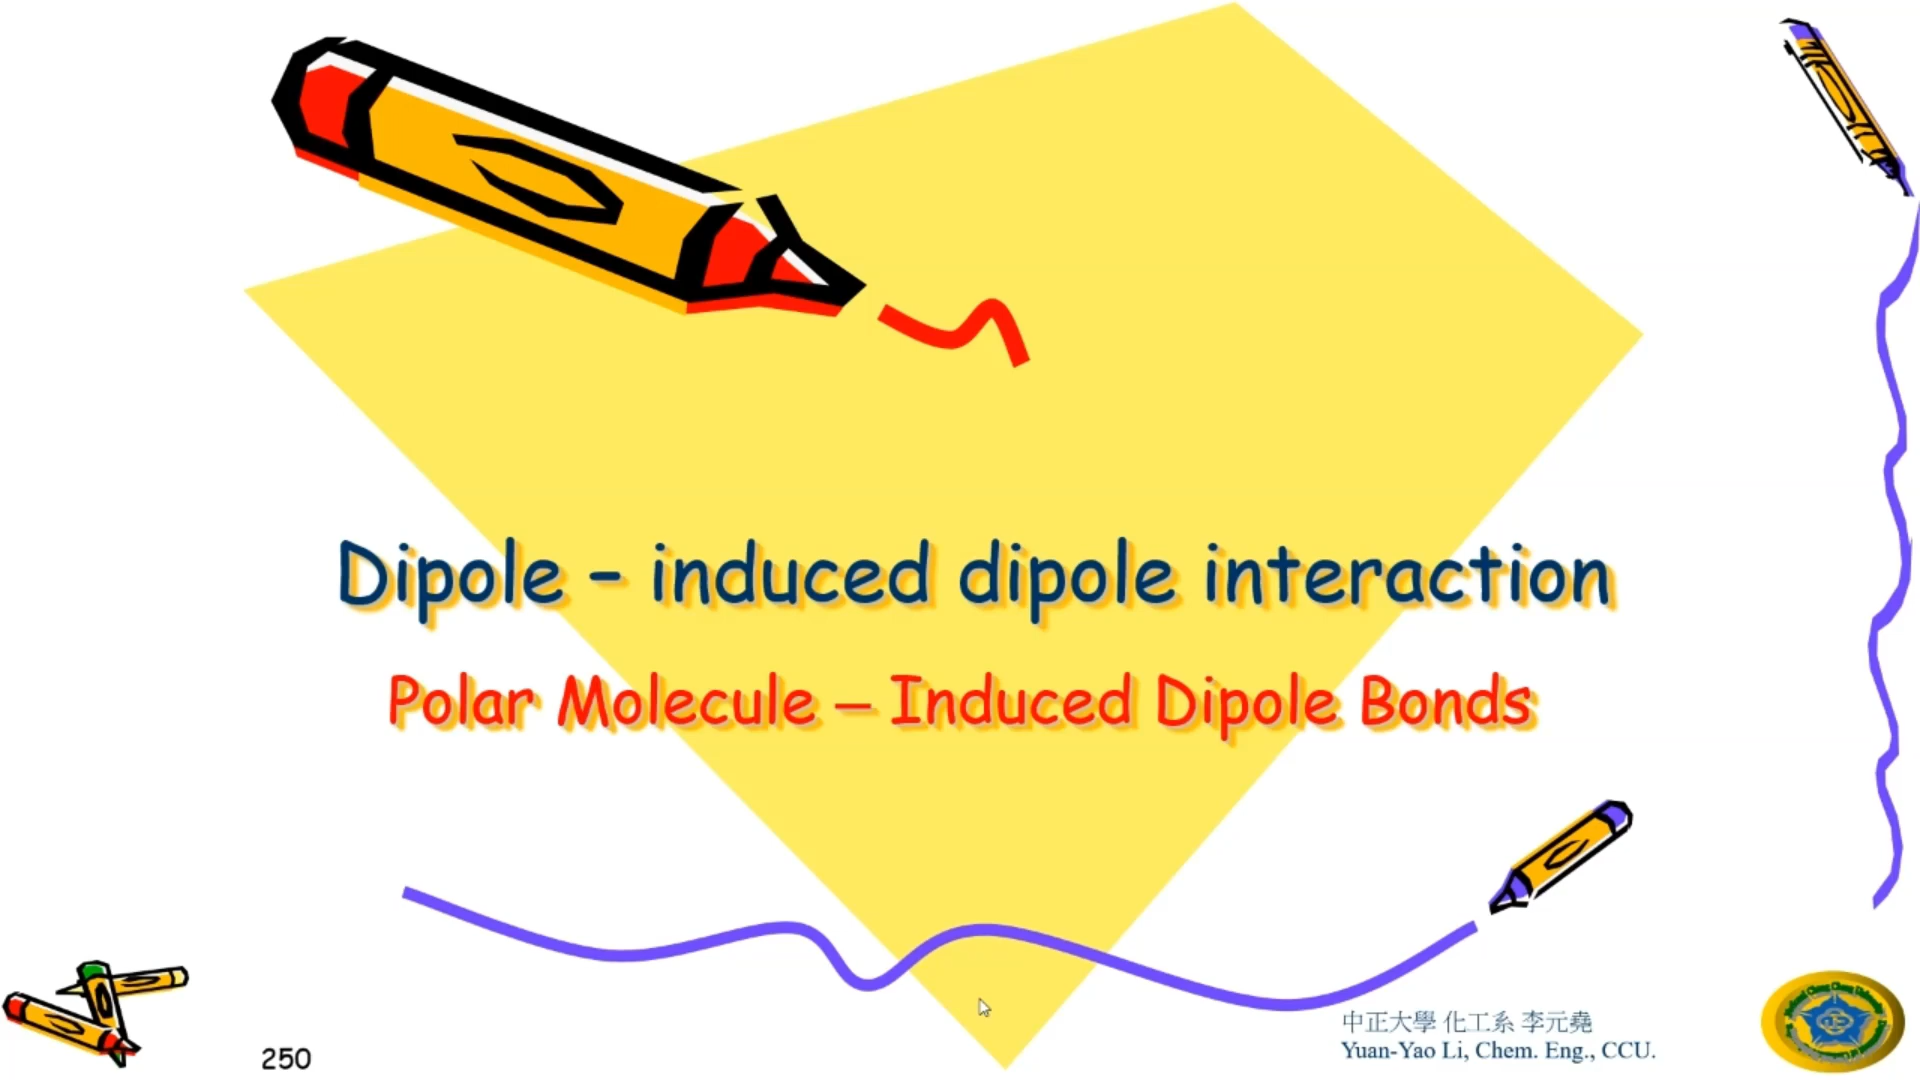 Dipole – induced dipole interaction
Polar Molecule – Induced Dipole Bonds
中正大學 化工系 李元堯
Yuan-Yao Li, Chem. Eng., CCU.
250